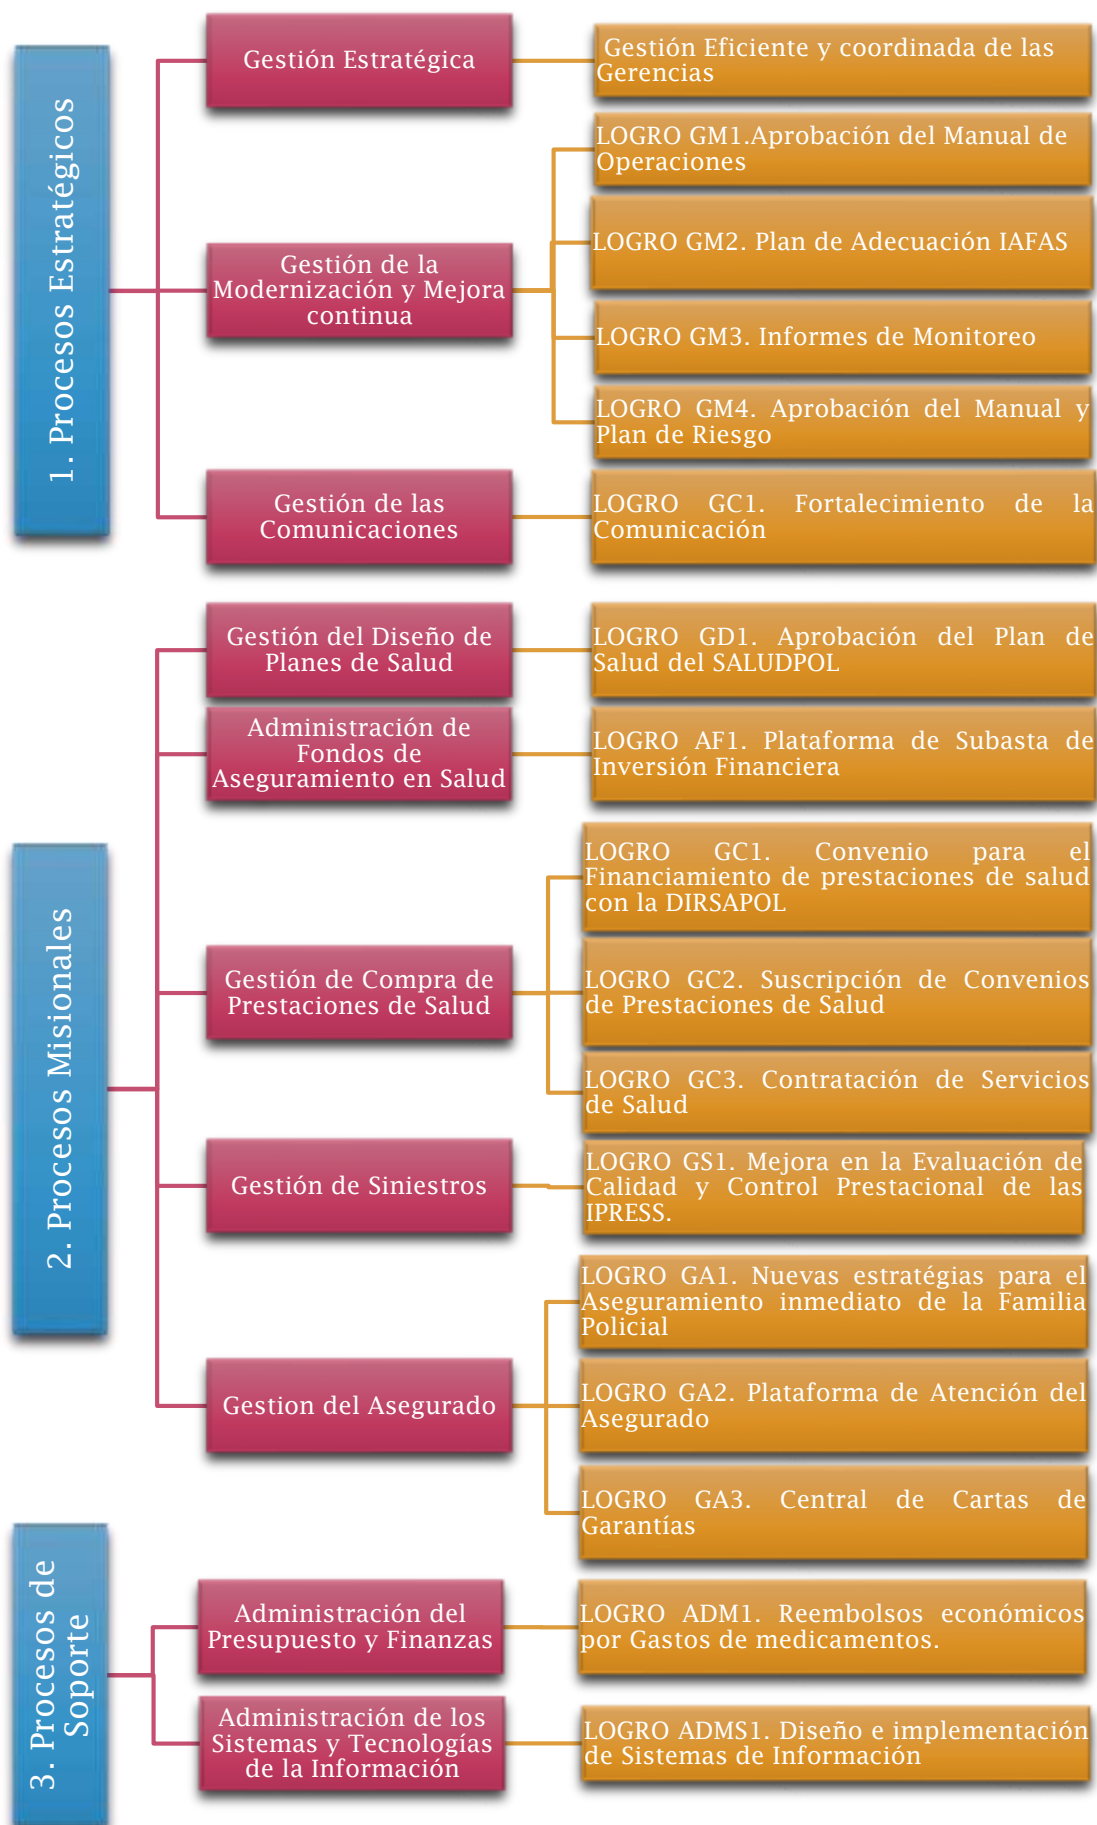 1. Procesos Estratégicos
Gestión Estratégica
Gestión Eficiente y coordinada de las
Gerencias
Gestión de la
Modernización y Mejora
continua
LOGRO GM1.Aprobación del Manual de
Operaciones
LOGRO GM2. Plan de Adecuación IAFAS
LOGRO GM3. Informes de Monitoreo
LOGRO GM4. Aprobación del Manual y
Plan de Riesgo
Gestión de las
Comunicaciones
LOGRO GC1. Fortalecimiento de la
Comunicación
2. Procesos Misionales
Gestión del Diseño de
Planes de Salud
LOGRO GD1. Aprobación del Plan de
Salud del SALUDPOL
Administración de
Fondos de
Aseguramiento en Salud
LOGRO AF1. Plataforma de Subasta de
Inversión Financiera
Gestión de Compra de
Prestaciones de Salud
LOGRO GC1. Convenio para el
Financiamiento de prestaciones de salud
con la DIRSAPOL
LOGRO GC2. Suscripción de Convenios
de Prestaciones de Salud
LOGRO GC3. Contratación de Servicios
de Salud
Gestión de Siniestros
LOGRO GS1. Mejora en la Evaluación de
Calidad y Control Prestacional de las
IPRESS.
Gestion del Asegurado
LOGRO GA1. Nuevas estratégias para el
Aseguramiento inmediato de la Familia
Policial
LOGRO GA2. Plataforma de Atención del
Asegurado
LOGRO GA3. Central de Cartas de
Garantías
3. Procesos de
Soporte
Administración del
Presupuesto y Finanzas
LOGRO ADM1. Reembolsos económicos
por Gastos de medicamentos.
Administración de los
Sistemas y Tecnologías
de la Información
LOGRO ADMS1. Diseño e implementación
de Sistemas de Información